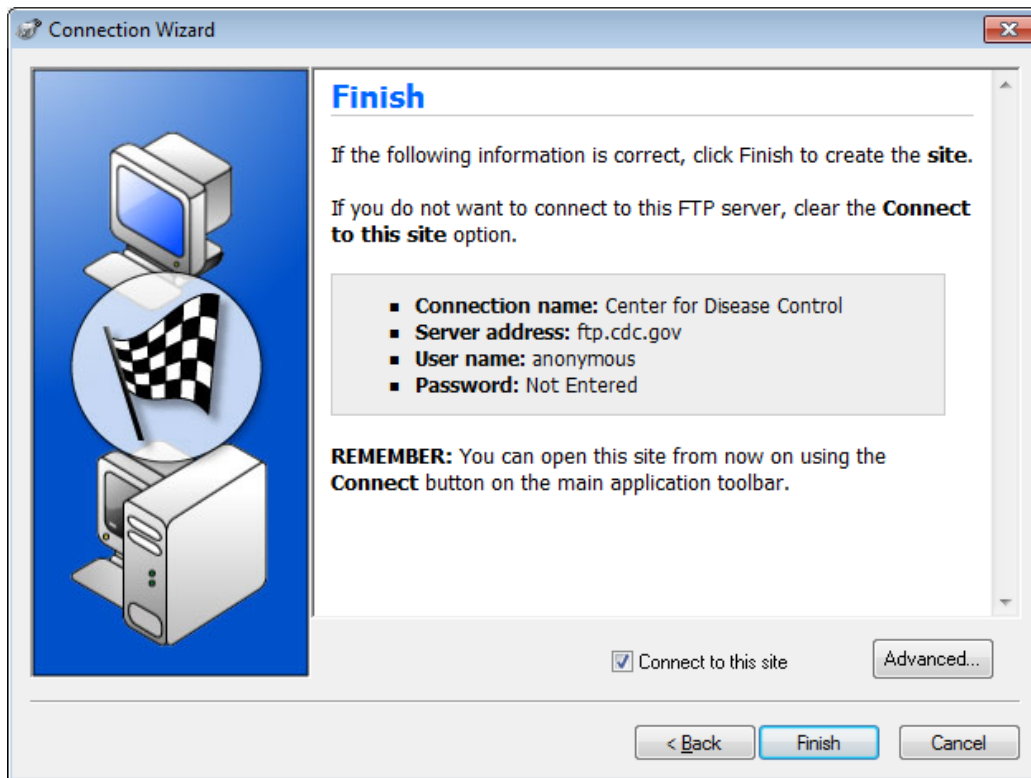 Connection Wizard
Finish
If the following information is correct, click Finish to create the site.
If you do not want to connect to this FTP server, clear the Connect
to this site option.
▪ Connection name: Center for Disease Control
▪ Server address: ftp.cdc.gov
▪ User name: anonymous
▪ Password: Not Entered
REMEMBER: You can open this site from now on using the
Connect button on the main application toolbar.
Connect to this site Advanced...
< Back Finish Cancel